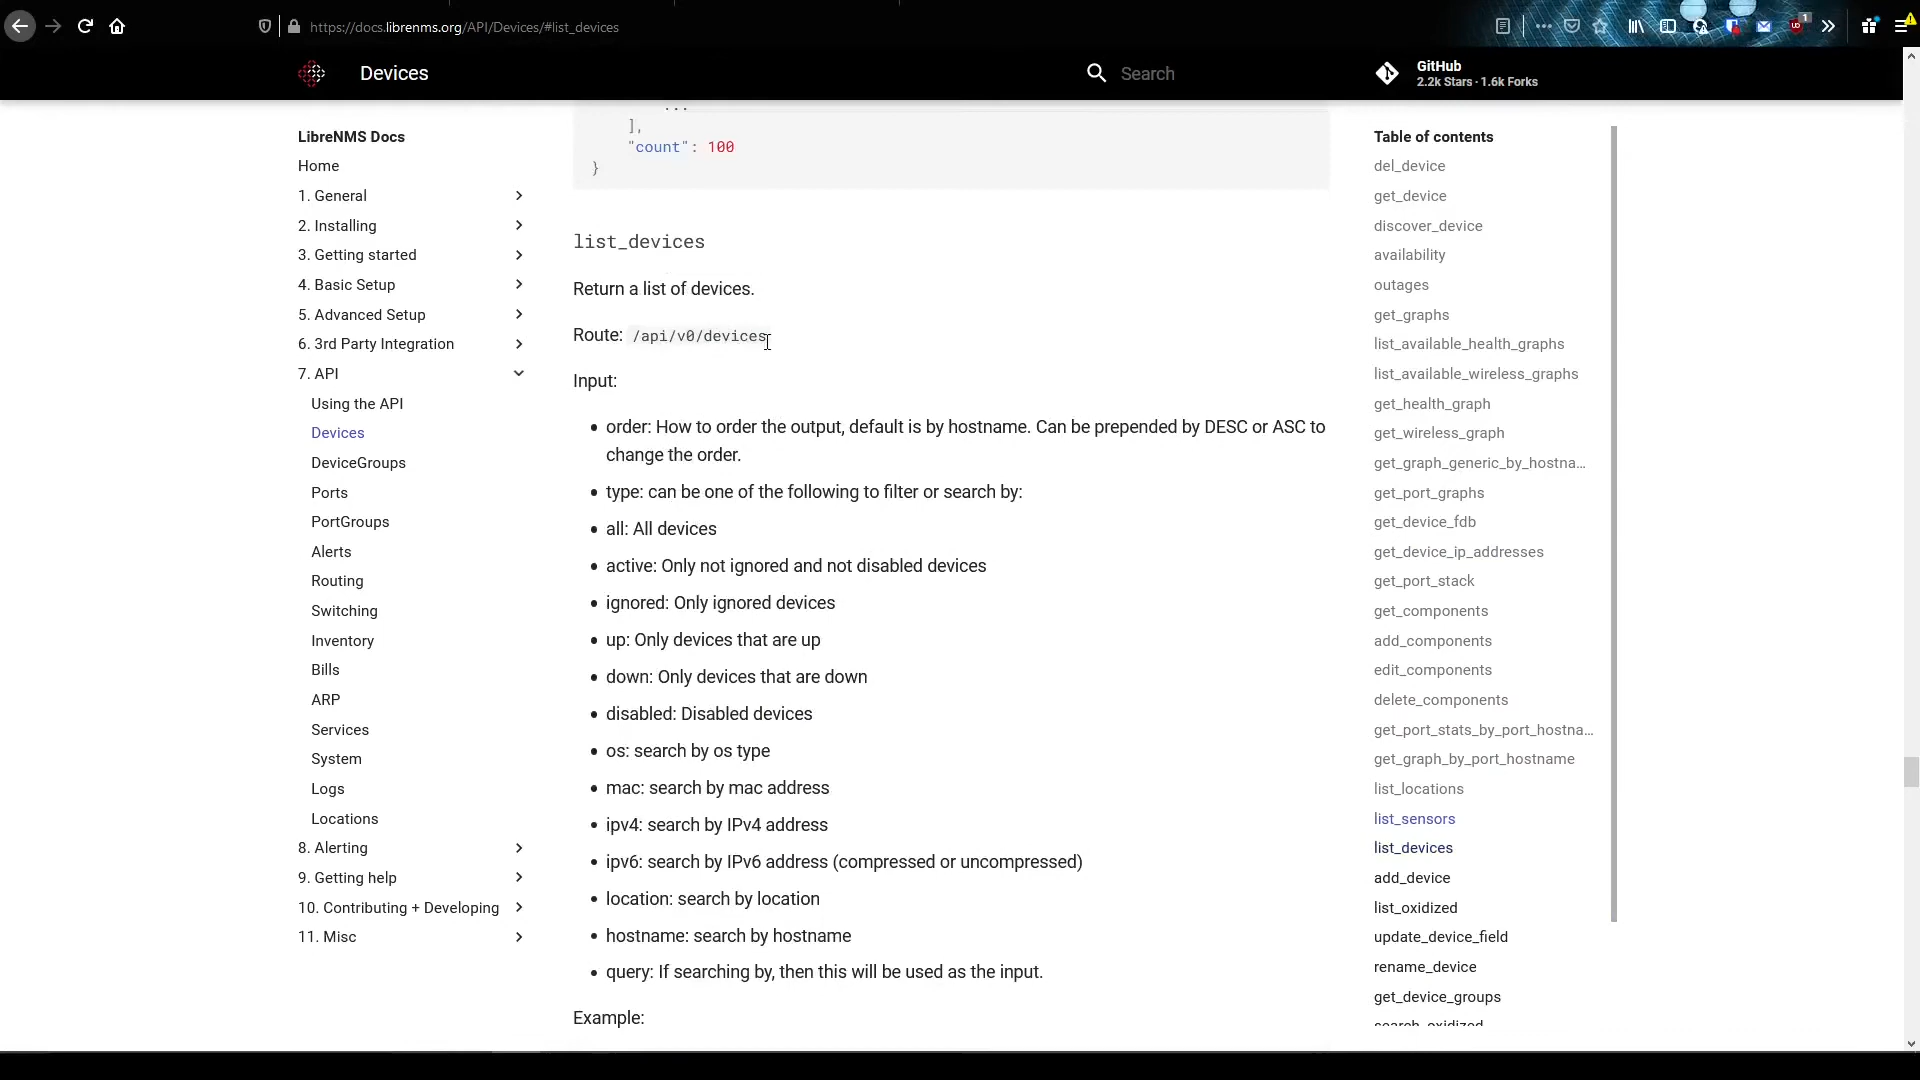 https://docs.librenms.org/API/Devices/#list_devices
1
Devices
Search
GitHub
2.2k Stars · 1.6k Forks
LibreNMS Docs
Home
1. General
2. Installing
3. Getting started
4. Basic Setup
5. Advanced Setup
6. 3rd Party Integration
7. API
Using the API
Devices
DeviceGroups
Ports
PortGroups
Alerts
Routing
Switching
Inventory
Bills
ARP
Services
System
Logs
Locations
8. Alerting
9. Getting help
10. Contributing + Developing
11. Misc
...
],
"count": 100
}
list_devices
Return a list of devices.
Route: /api/v0/devices
Input:
• order: How to order the output, default is by hostname. Can be prepended by DESC or ASC to
change the order.
• type: can be one of the following to filter or search by:
• all: All devices
• active: Only not ignored and not disabled devices
• ignored: Only ignored devices
• up: Only devices that are up
• down: Only devices that are down
• disabled: Disabled devices
• os: search by os type
• mac: search by mac address
• ipv4: search by IPv4 address
• ipv6: search by IPv6 address (compressed or uncompressed)
• location: search by location
• hostname: search by hostname
• query: If searching by, then this will be used as the input.
Example:
Table of contents
del_device
get_device
discover_device
availability
outages
get_graphs
list_available_health_graphs
list_available_wireless_graphs
get_health_graph
get_wireless_graph
get_graph_generic_by_hostna...
get_port_graphs
get_device_fdb
get_device_ip_addresses
get_port_stack
get_components
add_components
edit_components
delete_components
get_port_stats_by_port_hostna...
get_graph_by_port_hostname
list_locations
list_sensors
list_devices
add_device
list_oxidized
update_device_field
rename_device
get_device_groups
search_oxidized